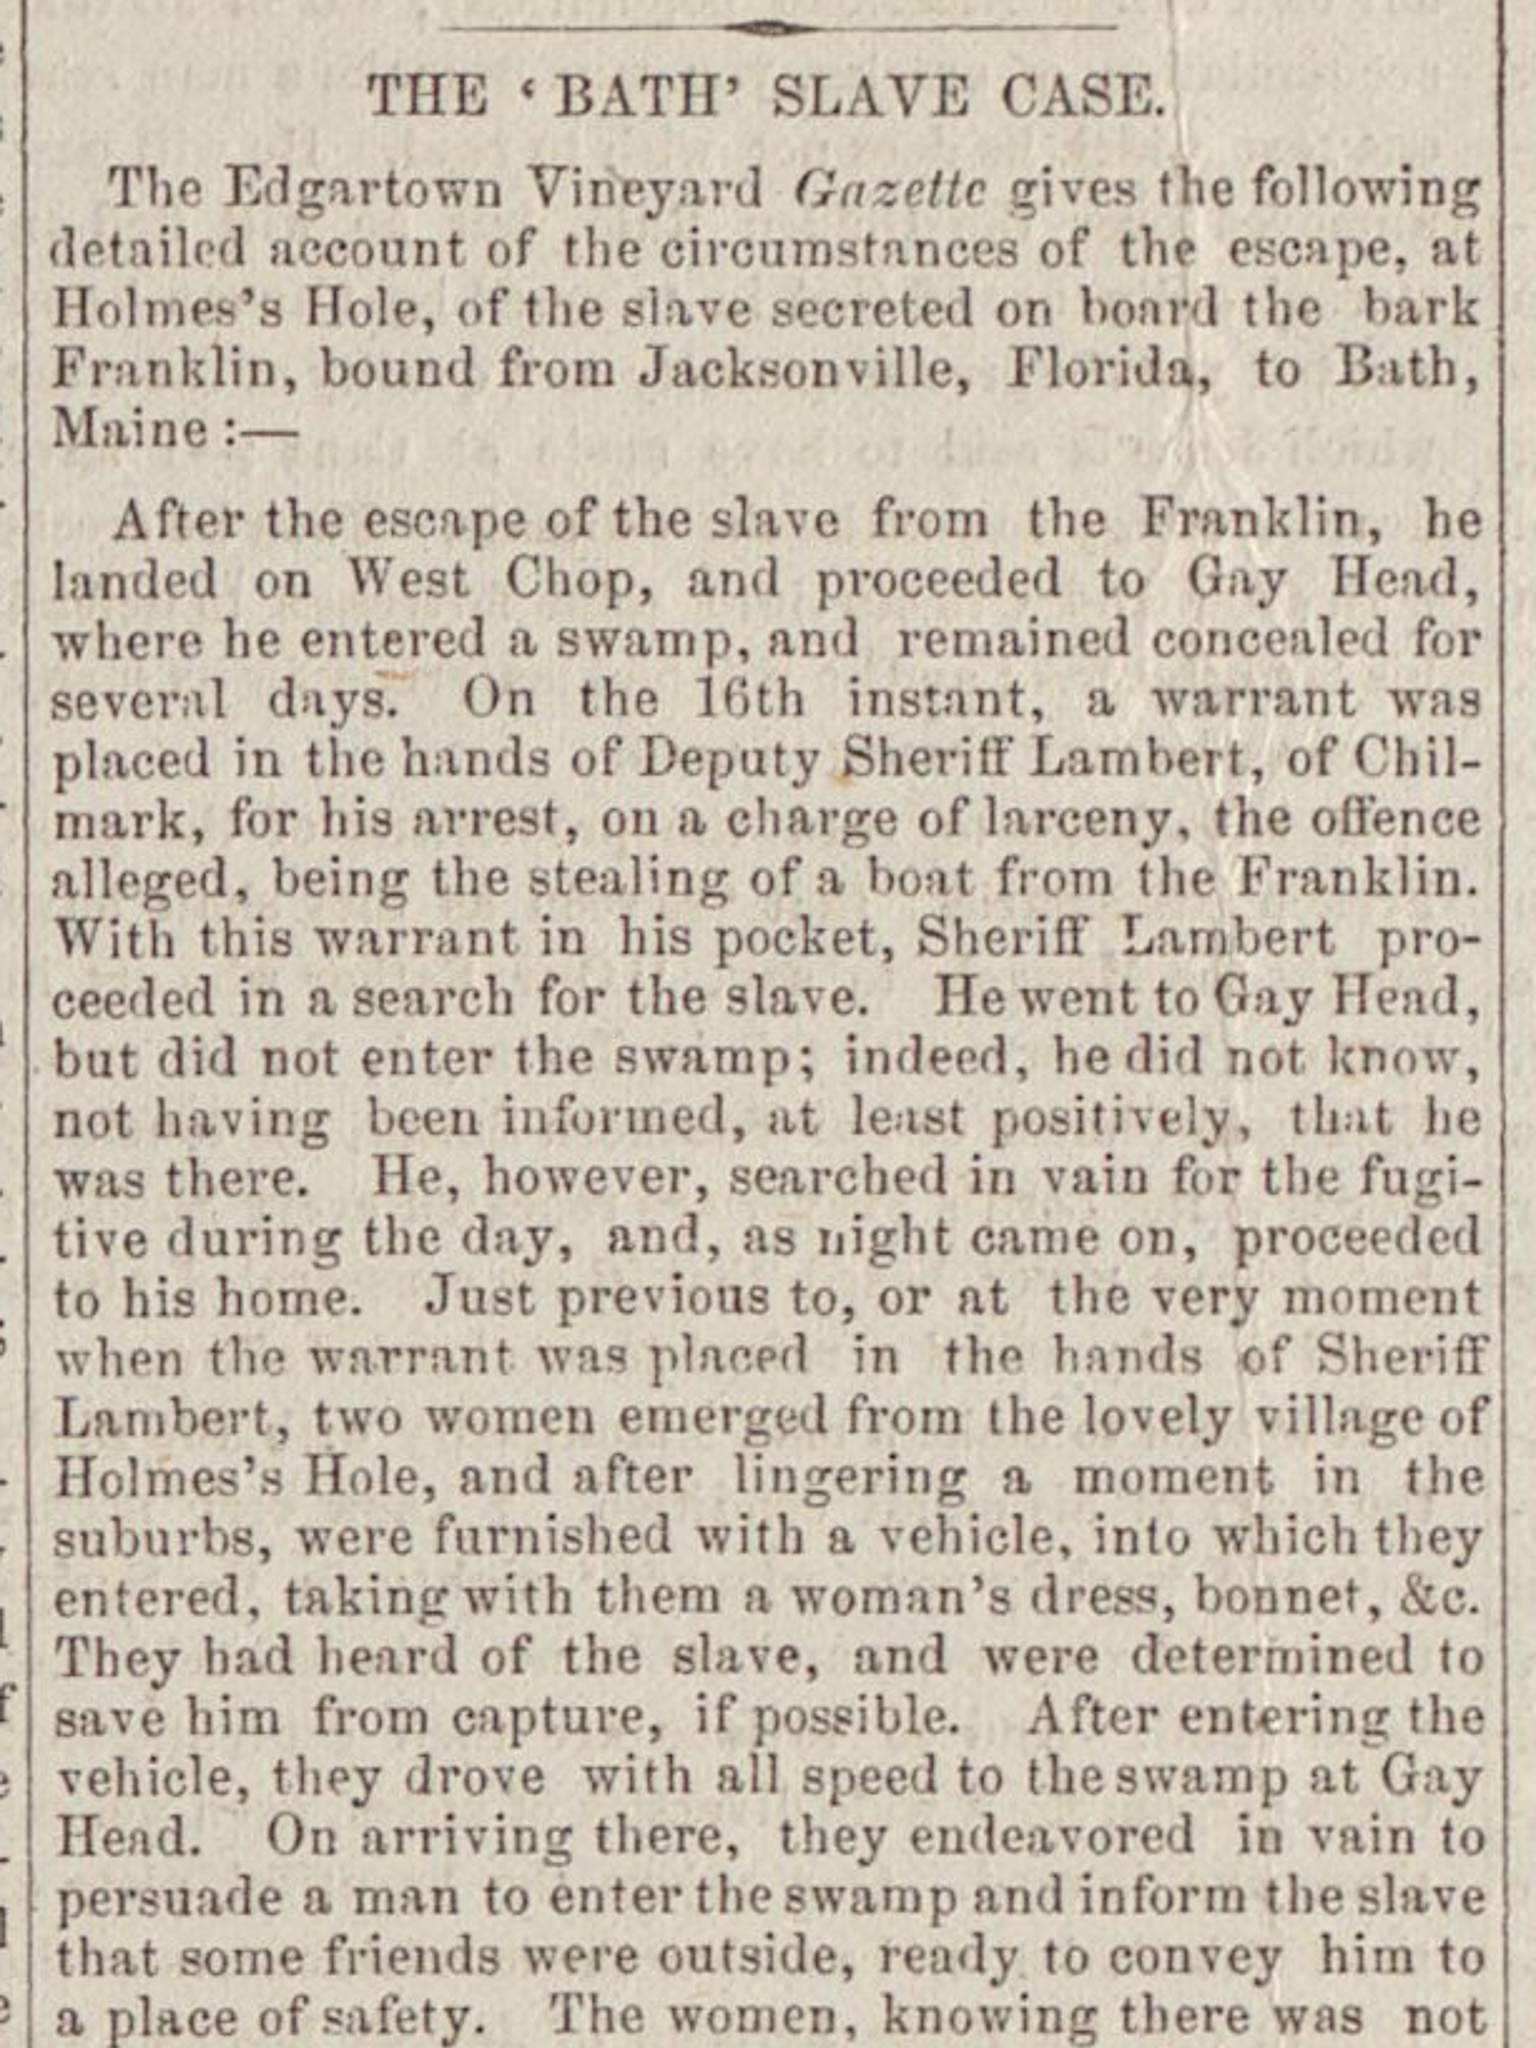 THE ‘BATH’ SLAVE CASE.
The Edgartown Vineyard Gazette gives the following
detailed account of the circumstances of the escape, at
Holmes’s Hole, of the slave secreted on board the bark
Franklin, bound from Jacksonville, Florida, to Bath,
Maine :—
After the escape of the slave from the Franklin, he
landed on West Chop, and proceeded to Gay Head,
where he entered a swamp, and remained concealed for
several days. On the 16th instant, a warrant was
placed in the hands of Deputy Sheriff Lambert, of Chil-
mark, for his arrest, on a charge of larceny, the offence
alleged, being the stealing of a boat from the Franklin.
With this warrant in his pocket, Sheriff Lambert pro-
ceeded in a search for the slave. He went to Gay Head,
but did not enter the swamp; indeed, he did not know,
not having been informed, at least positively, that he
was there. He, however, searched in vain for the fugi-
tive during the day, and, as night came on, proceeded
to his home. Just previous to, or at the very moment
when the warrant was placed in the hands of Sheriff
Lambert, two women emerged from the lovely village of
Holmes’s Hole, and after lingering a moment in the
suburbs, were furnished with a vehicle, into which they
entered, taking with them a woman’s dress, bonnet, &c.
They had heard of the slave, and were determined to
save him from capture, if possible. After entering the
vehicle, they drove with all speed to the swamp at Gay
Head. On arriving there, they endeavored in vain to
persuade a man to enter the swamp and inform the slave
that some friends were outside, ready to convey him to
a place of safety. The women, knowing there was not